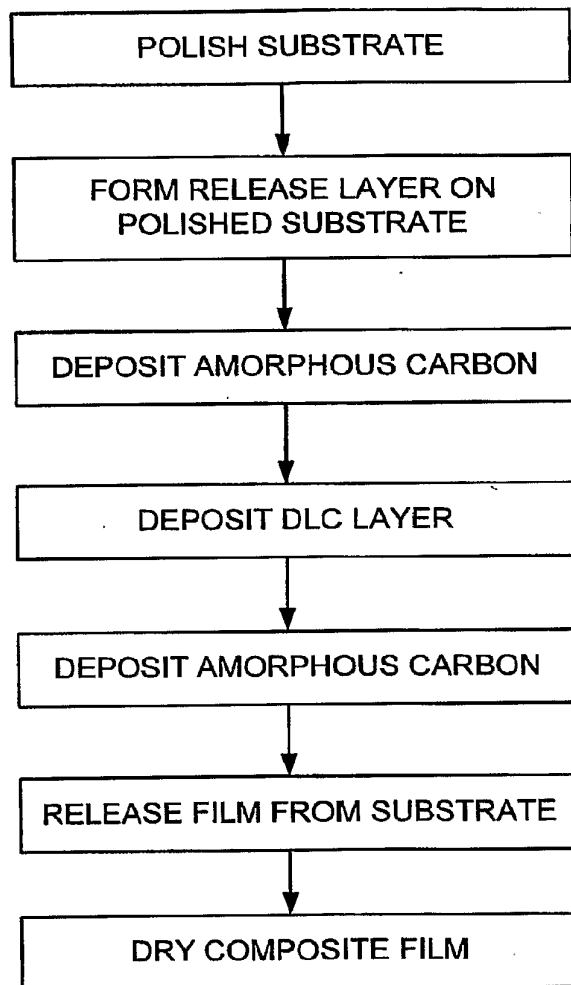 POLISH SUBSTRATE
FORM RELEASE LAYER ON
POLISHED SUBSTRATE
DEPOSIT AMORPHOUS CARBON
DEPOSIT DLC LAYER
DEPOSIT AMORPHOUS CARBON
RELEASE FILM FROM SUBSTRATE
DRY COMPOSITE FILM